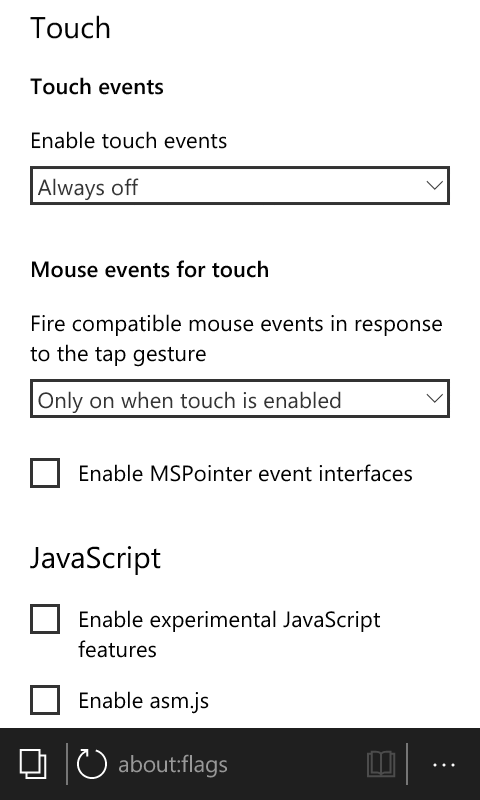 Touch
Touch events
Enable touch events
Always off
Mouse events for touch
Fire compatible mouse events in response
to the tap gesture
Only on when touch is enabled
Enable MSPointer event interfaces
JavaScript
Enable experimental JavaScript
features
Enable asm.js
about:flags